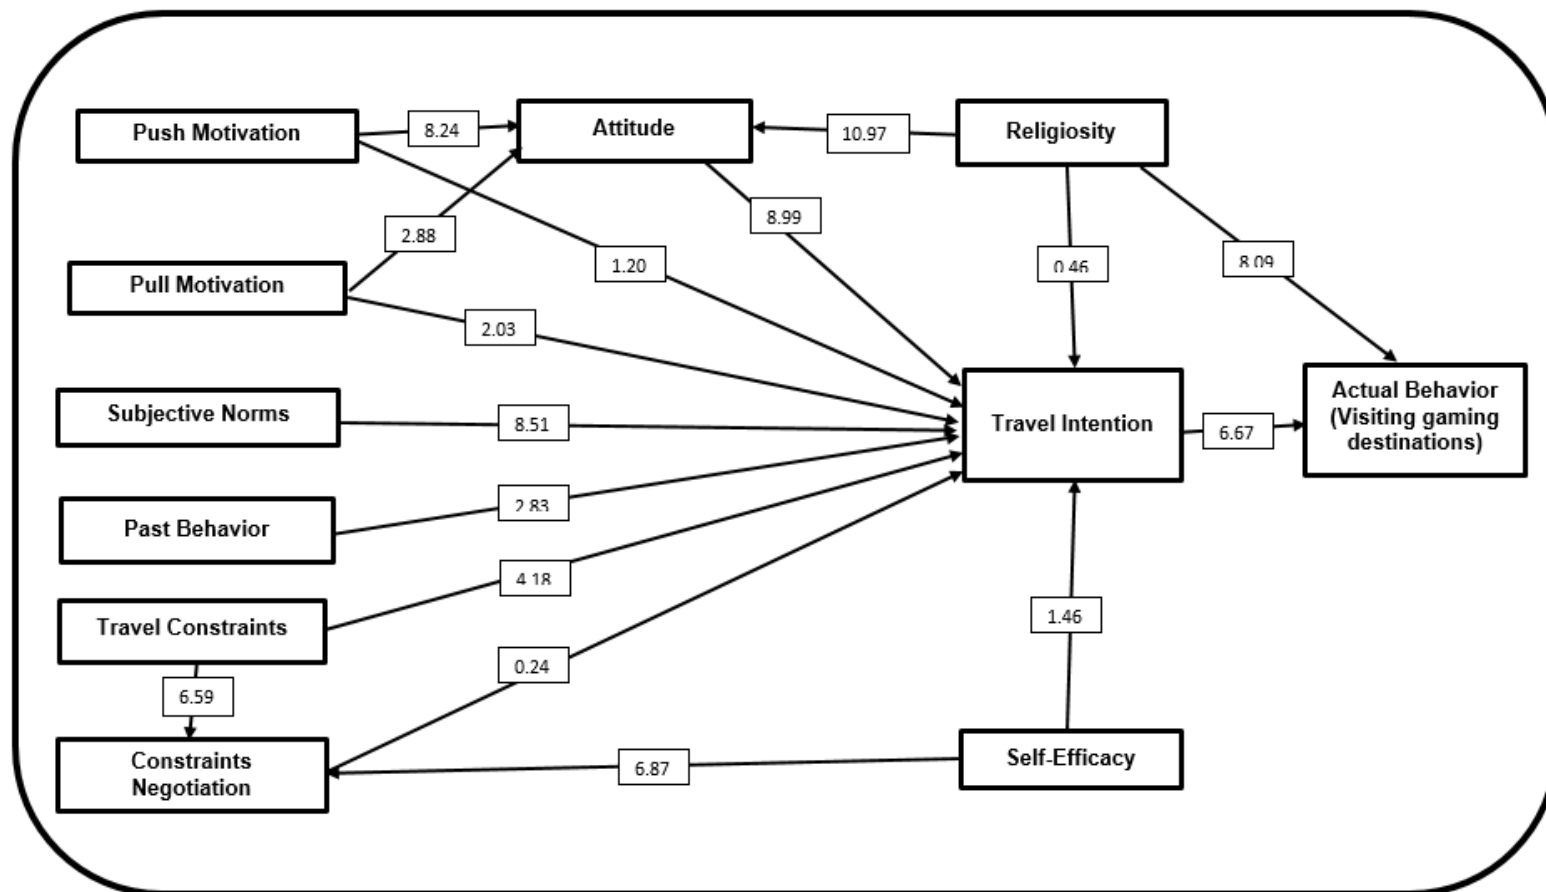 Push Motivation
8.24
Attitude
10.97
Religiosity
2.88
8.99
1.20
0.46
8.09
Pull Motivation
2.03
Subjective Norms
8.51
Travel Intention
6.67
Actual Behavior
(Visiting gaming
destinations)
Past Behavior
2.83
4.18
Travel Constraints
1.46
0.24
6.59
Constraints
Negotiation
6.87
Self-Efficacy